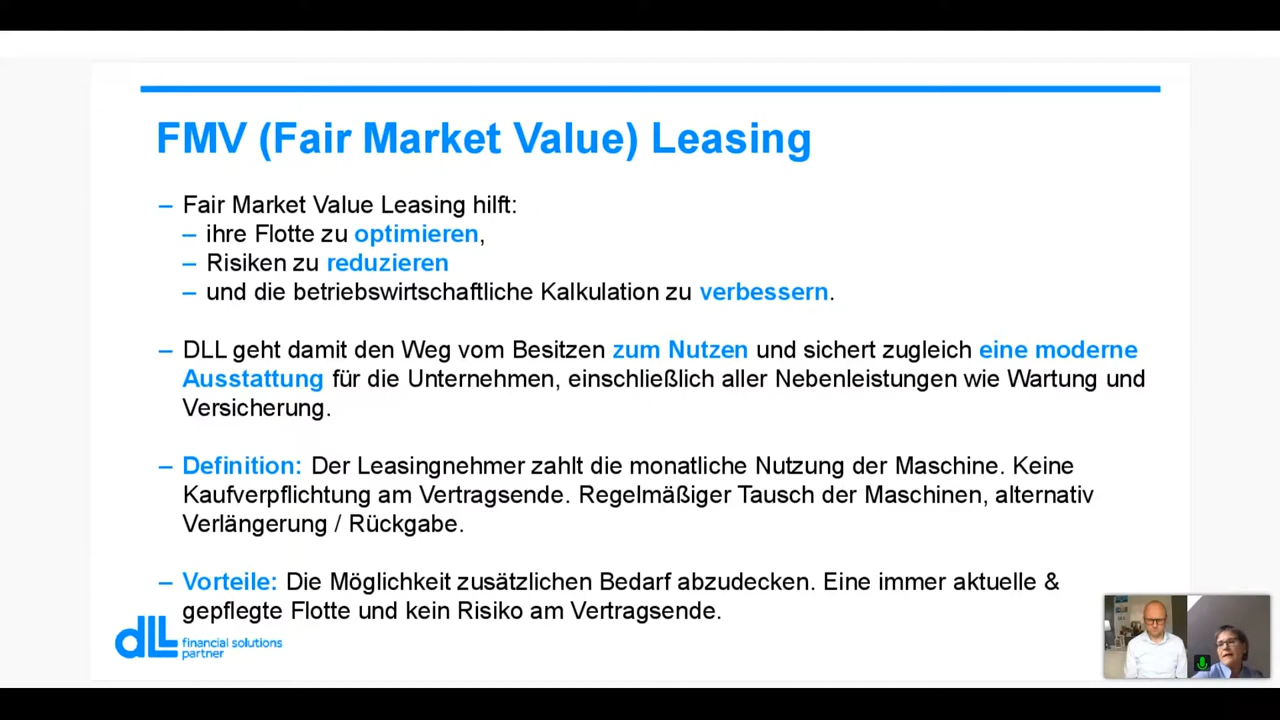 FMV (Fair Market Value) Leasing
– Fair Market Value Leasing hilft:
– ihre Flotte zu optimieren,
– Risiken zu reduzieren
– und die betriebswirtschaftliche Kalkulation zu verbessern.
– DLL geht damit den Weg vom Besitzen zum Nutzen und sichert zugleich eine moderne
Ausstattung für die Unternehmen, einschließlich aller Nebenleistungen wie Wartung und
Versicherung.
– Definition: Der Leasingnehmer zahlt die monatliche Nutzung der Maschine. Keine
Kaufverpflichtung am Vertragsende. Regelmäßiger Tausch der Maschinen, alternativ
Verlängerung / Rückgabe.
– Vorteile: Die Möglichkeit zusätzlichen Bedarf abzudecken. Eine immer aktuelle &
gepflegte Flotte und kein Risiko am Vertragsende.
dLL financial solutions
partner